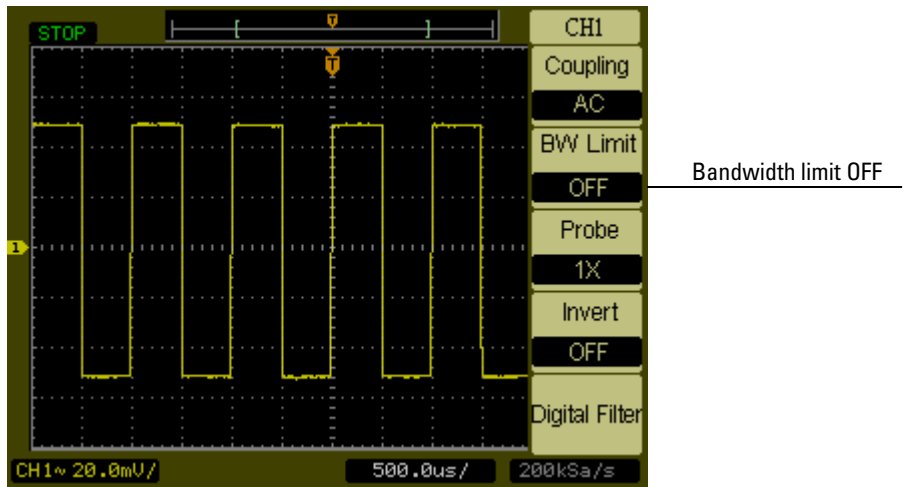 STOP
T
T
CH1
Coupling
AC
BW Limit
OFF
Bandwidth limit OFF
Probe
1X
1
Invert
OFF
Digital Filter
CH1~ 20.0mV/
500.0us/
200kSa/s